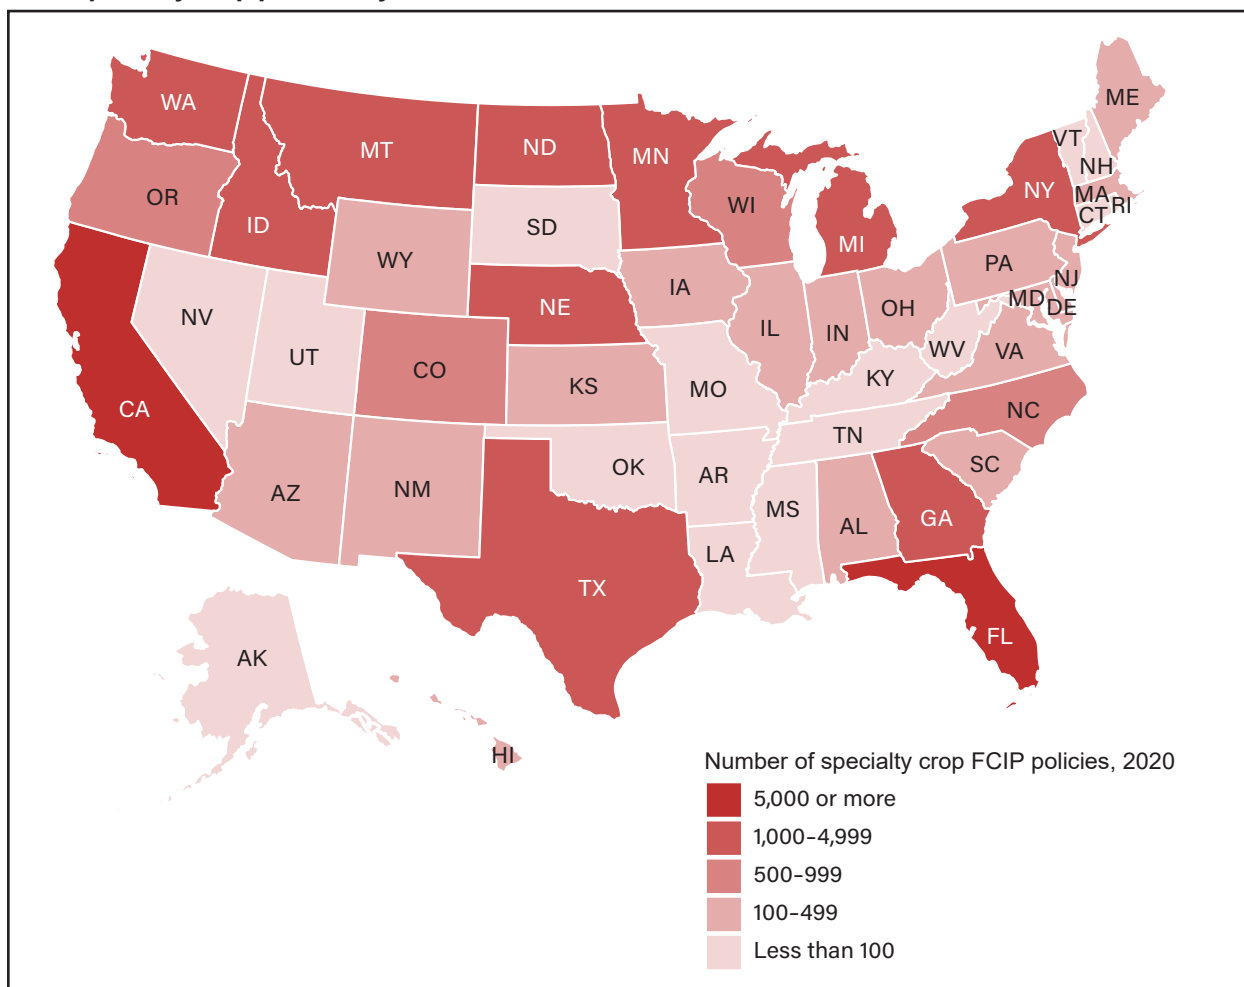 WA
MT
ND
MN
OR
ID
WY
SD
WI
MI
NY
VT
NH
ME
MA
RI
CT
NV
UT
CO
NE
IA
IL
IN
OH
PA
NJ
MD
DE
CA
KS
MO
KY
WV
VA
AZ
NM
OK
AR
TN
NC
SC
MS
AL
GA
LA
TX
FL
AK
HI
Number of specialty crop FCIP policies, 2020
5,000 or more
1,000–4,999
500–999
100–499
Less than 100